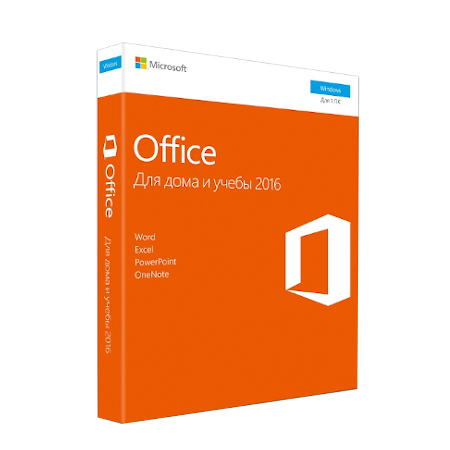 Windows
Microsoft
Windows
Для 1 ПК
Office
Для дома и учебы 2016
Word
Excel
PowerPoint
OneNote
Office
Для дома и учебы 2016